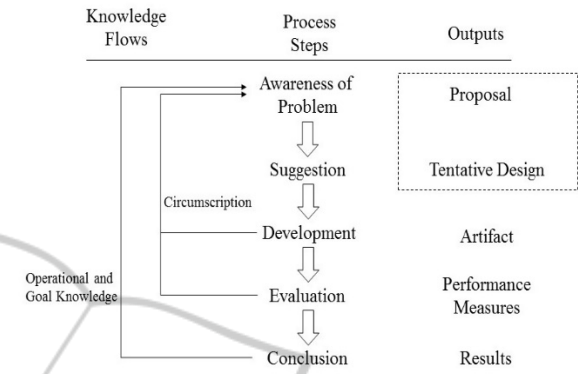 Knowledge
Flows
Process
Steps
Outputs
Awareness of
Problem
Proposal
Suggestion
Tentative Design
Circumscription
Development
Artifact
Operational and
Goal Knowledge
Evaluation
Performance
Measures
Conclusion
Results